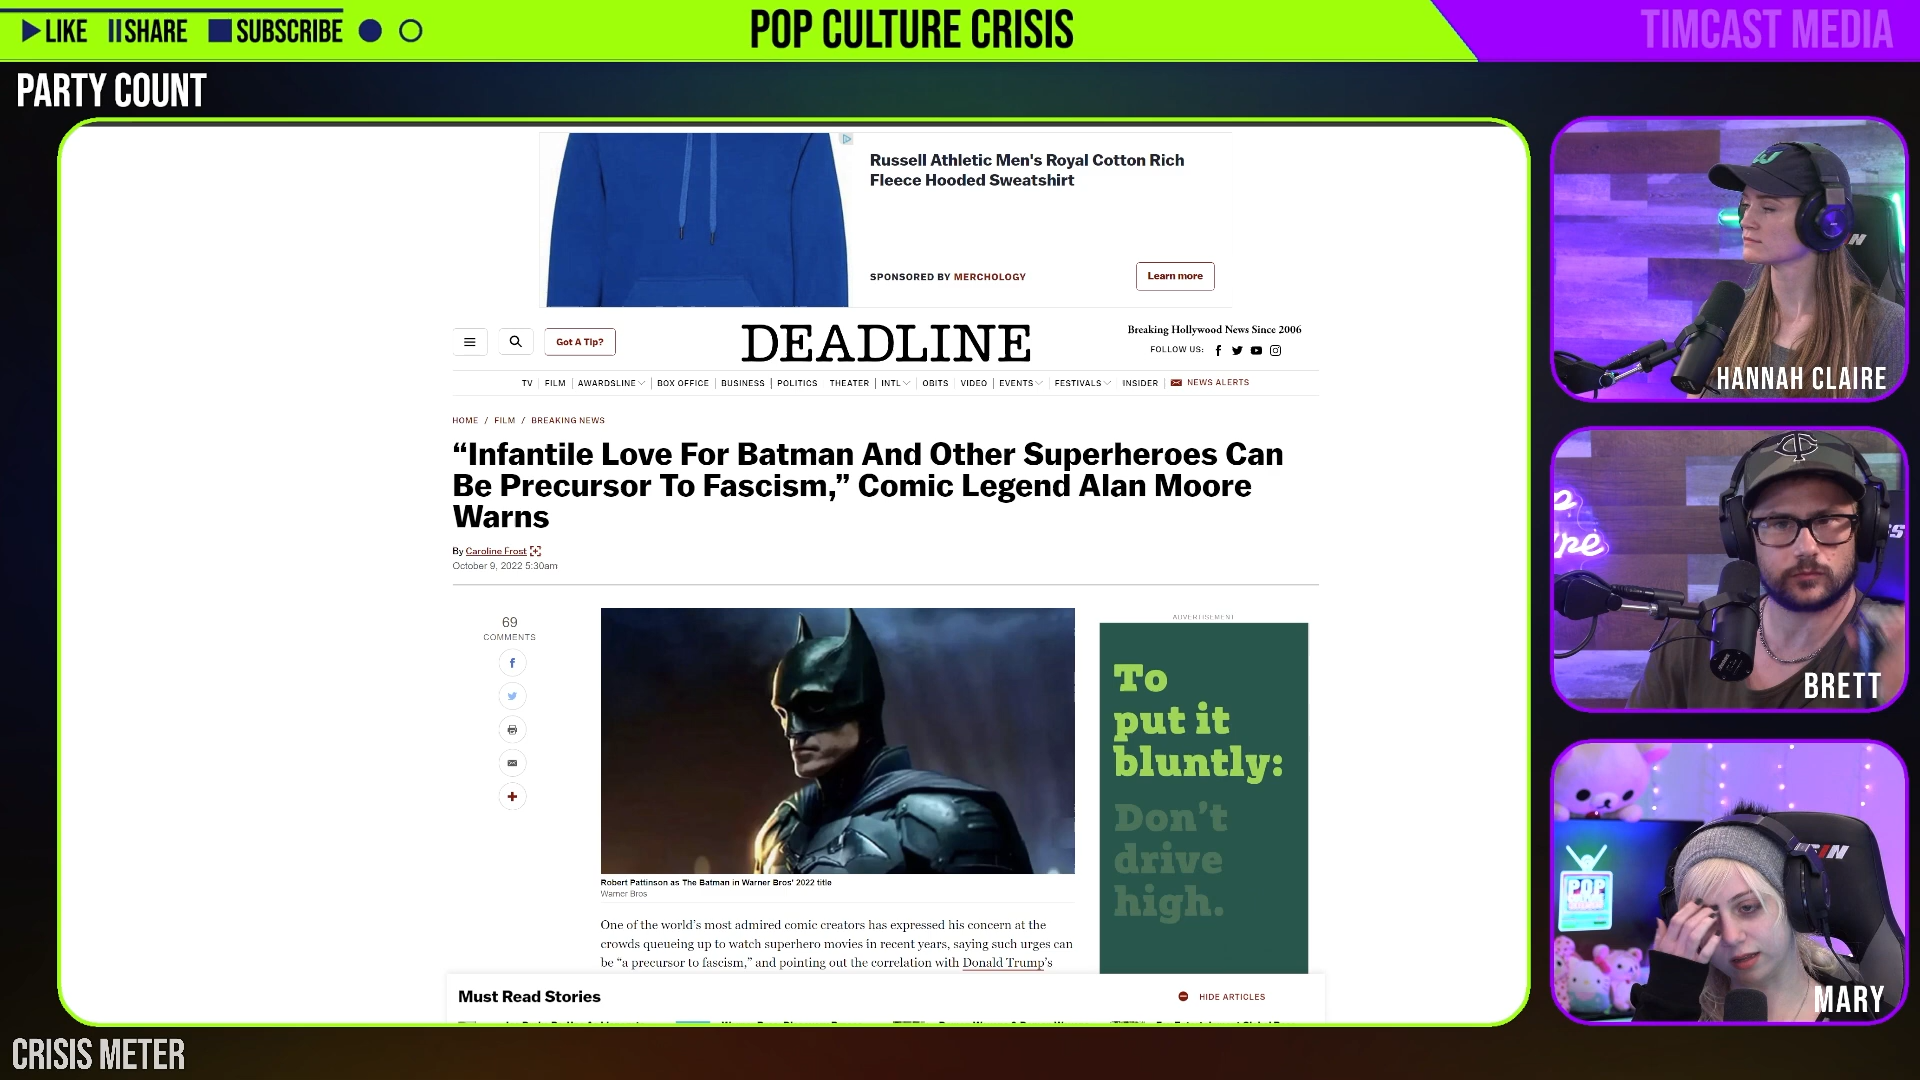 LIKE SHARE SUBSCRIBE
POP CULTURE CRISIS
TIMCAST MEDIA
PARTY COUNT
Russell Athletic Men's Royal Cotton Rich
Fleece Hooded Sweatshirt
SPONSORED BY MERCHOLOGY
Learn more
Got A Tip?
DEADLINE
Breaking Hollywood News Since 2006
FOLLOW US:
TV FILM AWARDSLINE BOX OFFICE BUSINESS POLITICS THEATER INTL OBITS VIDEO EVENTS FESTIVALS INSIDER NEWS ALERTS
HOME / FILM / BREAKING NEWS
“Infantile Love For Batman And Other Superheroes Can
Be Precursor To Fascism,” Comic Legend Alan Moore
Warns
By Caroline Frost
October 9, 2022 5:30am
69
COMMENTS
ADVERTISEMENT
To
put it
bluntly:
Don’t
drive
high.
Robert Pattinson as The Batman in Warner Bros' 2022 title
Warner Bros
One of the world’s most admired comic creators has expressed his concern at the
crowds queueing up to watch superhero movies in recent years, saying such urges can
be “a precursor to fascism,” and pointing out the correlation with Donald Trump’s
Must Read Stories
HIDE ARTICLES
HANNAH CLAIRE
BRETT
POP
MARY
CRISIS METER